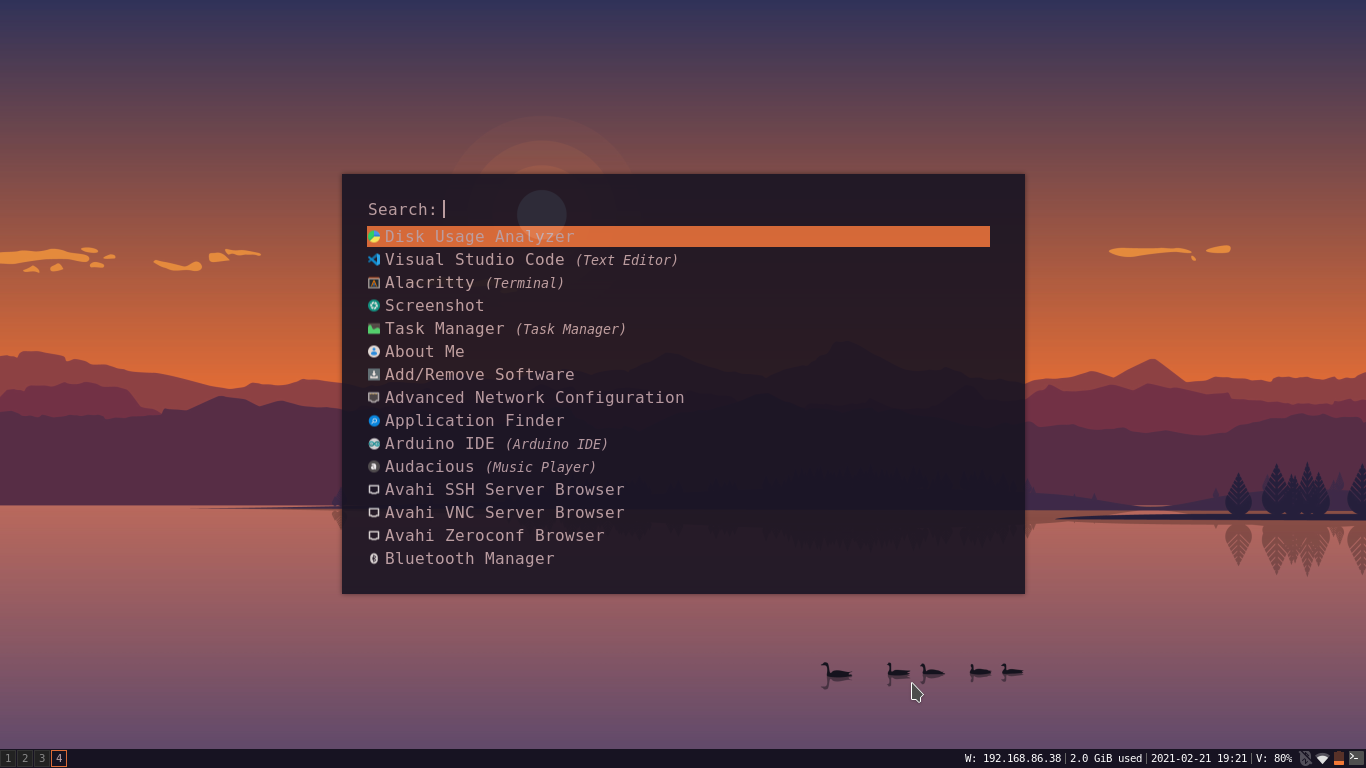 Search:
Disk Usage Analyzer
Visual Studio Code (Text Editor)
Alacritty (Terminal)
Screenshot
Task Manager (Task Manager)
About Me
Add/Remove Software
Advanced Network Configuration
Application Finder
Arduino IDE (Arduino IDE)
Audacious (Music Player)
Avahi SSH Server Browser
Avahi VNC Server Browser
Avahi Zeroconf Browser
Bluetooth Manager
1 2 3 4 W: 192.168.86.38|2.0 GiB used|2021-02-21 19:21|V: 80%